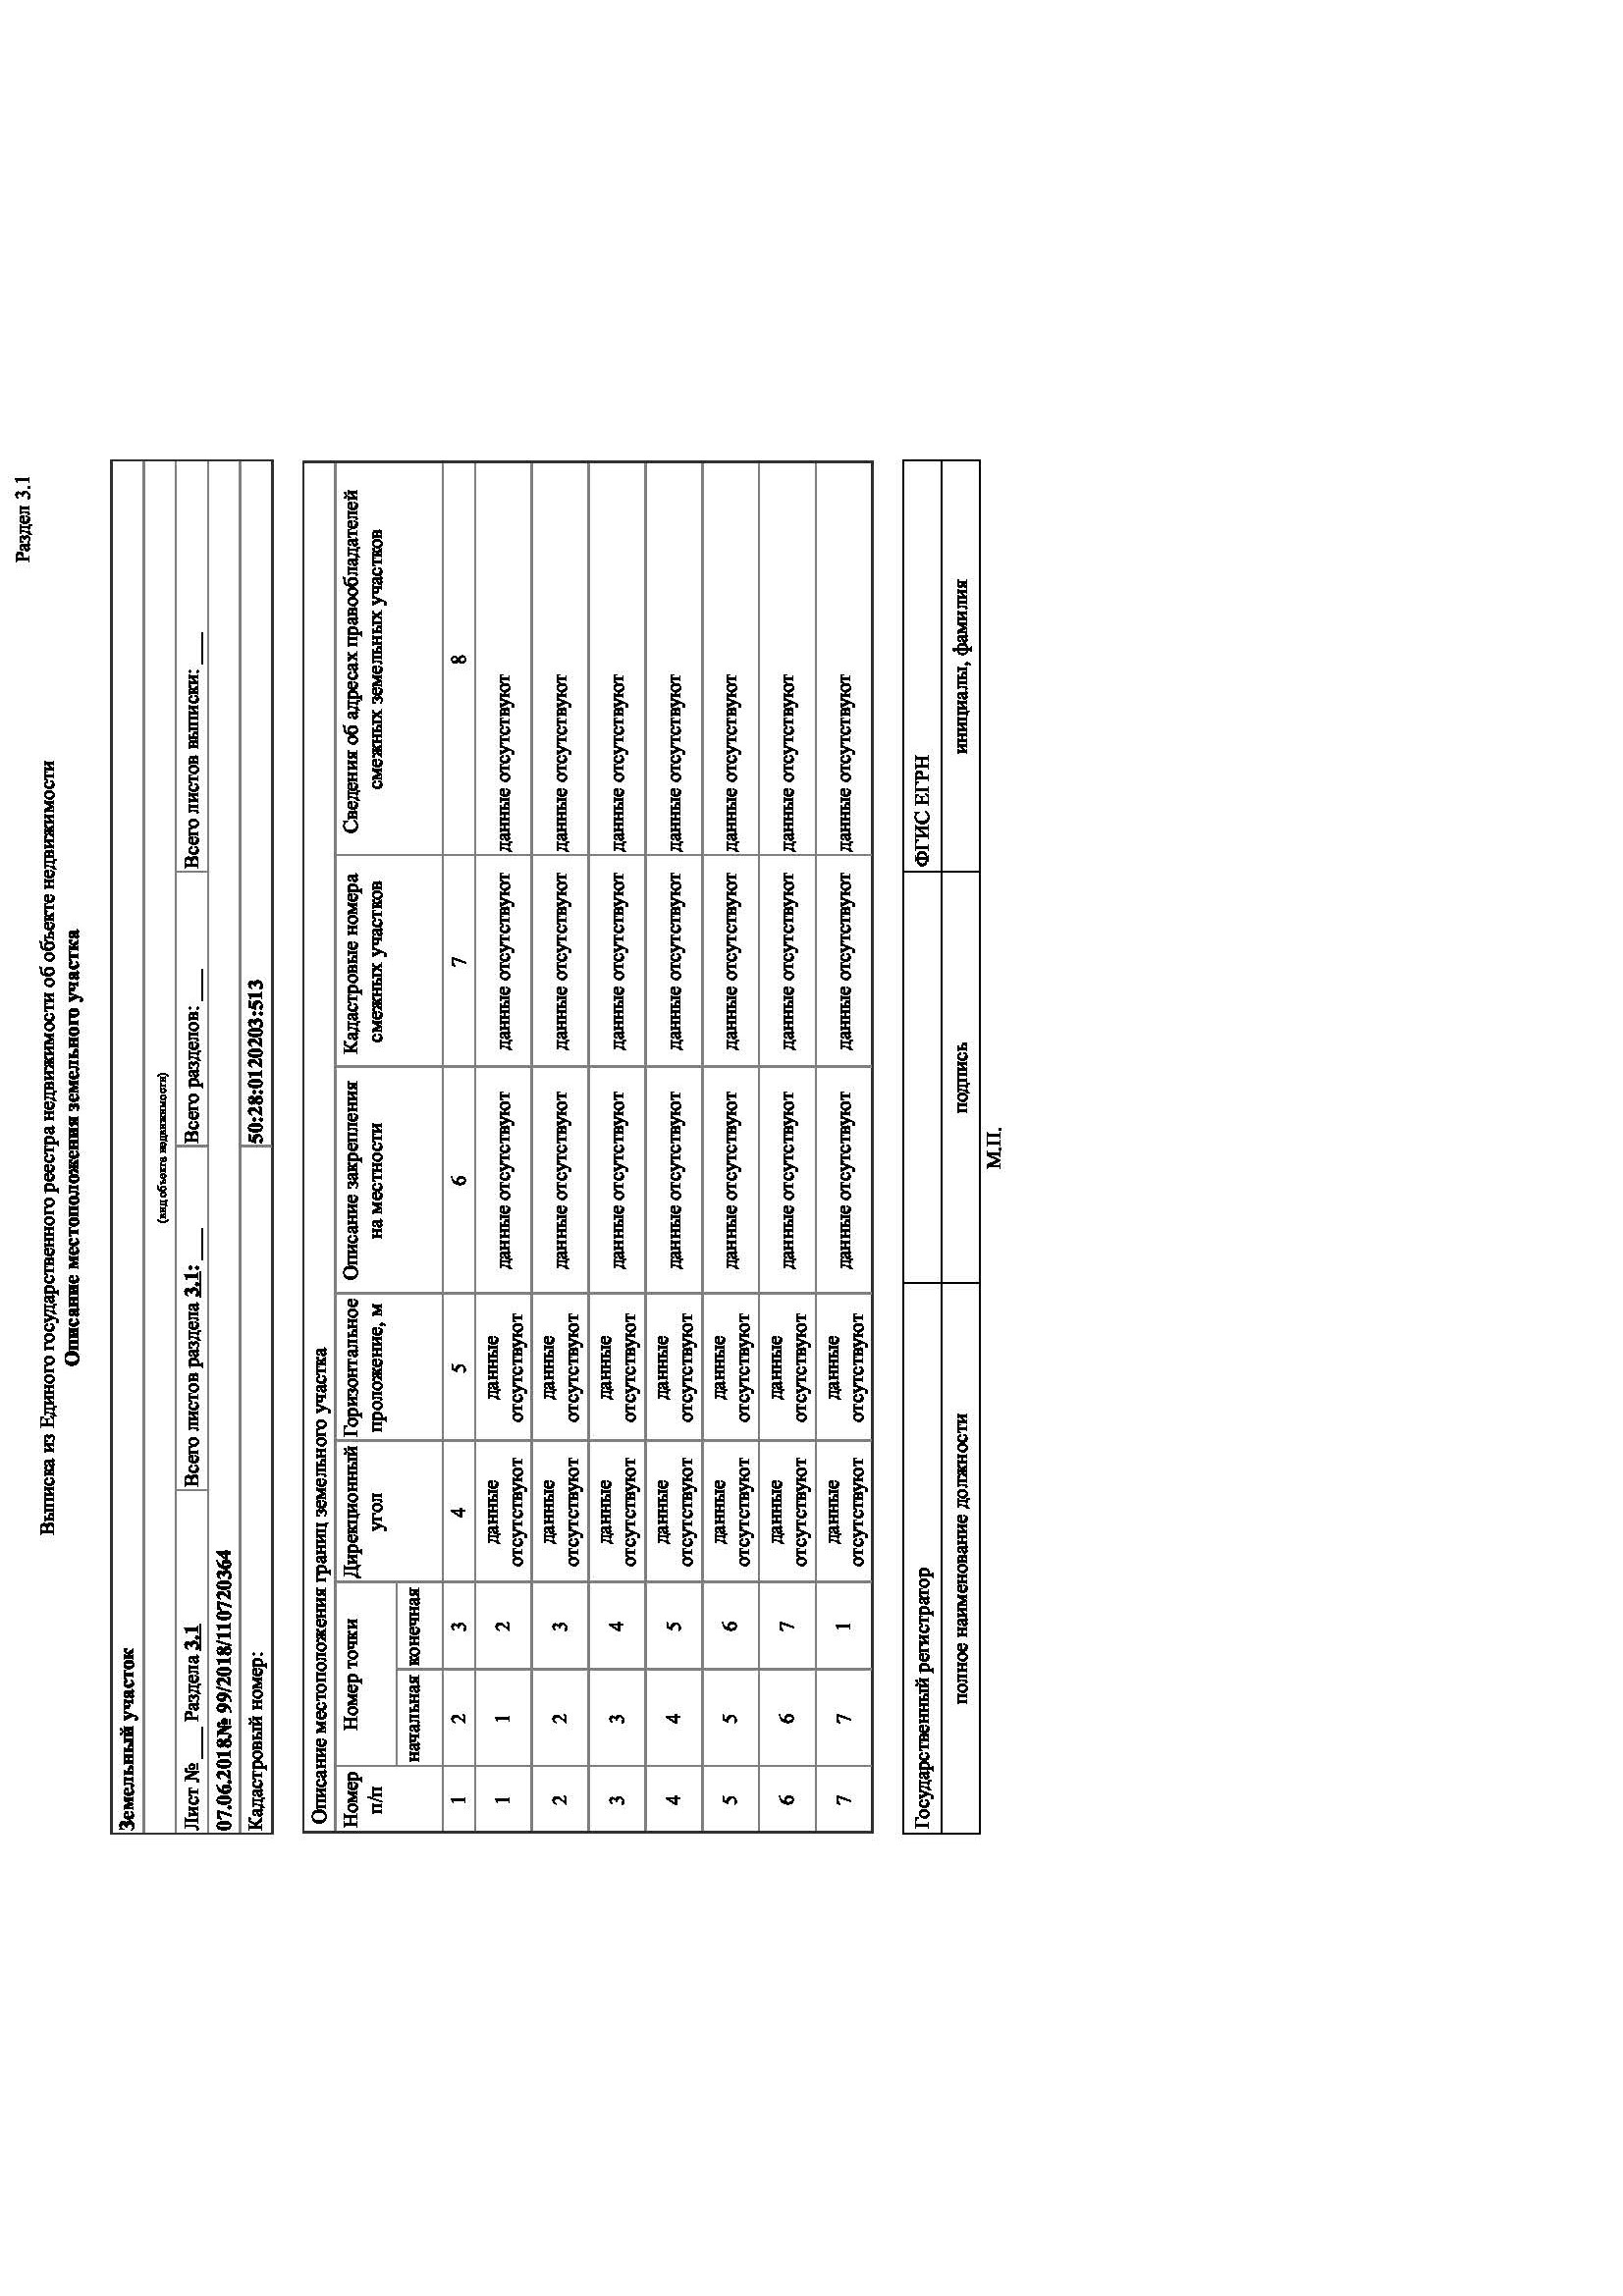 Раздел 3.1
Выписка из Единого государственного реестра недвижимости об объекте недвижимости
Описание местоположения земельного участка
Земельный участок
(вид объекта недвижимости)
Лист № ___ Раздела 3.1 Всего листов раздела 3.1: ___ Всего разделов: ___ Всего листов выписки: ___
07.06.2018№ 99/2018/110720364
Кадастровый номер: 50:28:0120203:513
Описание местоположения границ земельного участка
Номер п/п Номер точки Дирекционный угол Горизонтальное проложение, м Описание закрепления на местности Кадастровые номера смежных участков Сведения об адресах правообладателей смежных земельных участков
начальная конечная
1 2 3 4 5 6 7 8
1 1 2 данные отсутствуют данные отсутствуют данные отсутствуют данные отсутствуют данные отсутствуют
2 2 3 данные отсутствуют данные отсутствуют данные отсутствуют данные отсутствуют данные отсутствуют
3 3 4 данные отсутствуют данные отсутствуют данные отсутствуют данные отсутствуют данные отсутствуют
4 4 5 данные отсутствуют данные отсутствуют данные отсутствуют данные отсутствуют данные отсутствуют
5 5 6 данные отсутствуют данные отсутствуют данные отсутствуют данные отсутствуют данные отсутствуют
6 6 7 данные отсутствуют данные отсутствуют данные отсутствуют данные отсутствуют данные отсутствуют
7 7 1 данные отсутствуют данные отсутствуют данные отсутствуют данные отсутствуют данные отсутствуют
Государственный регистратор ФГИС ЕГРН
полное наименование должности подпись инициалы, фамилия
М.П.